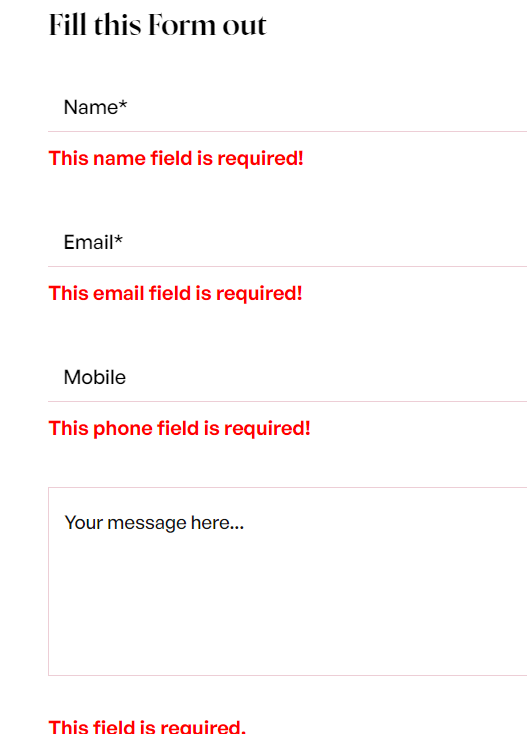 Fill this Form out
Name*
This name field is required!
Email*
This email field is required!
Mobile
This phone field is required!
Your message here...
This field is required.